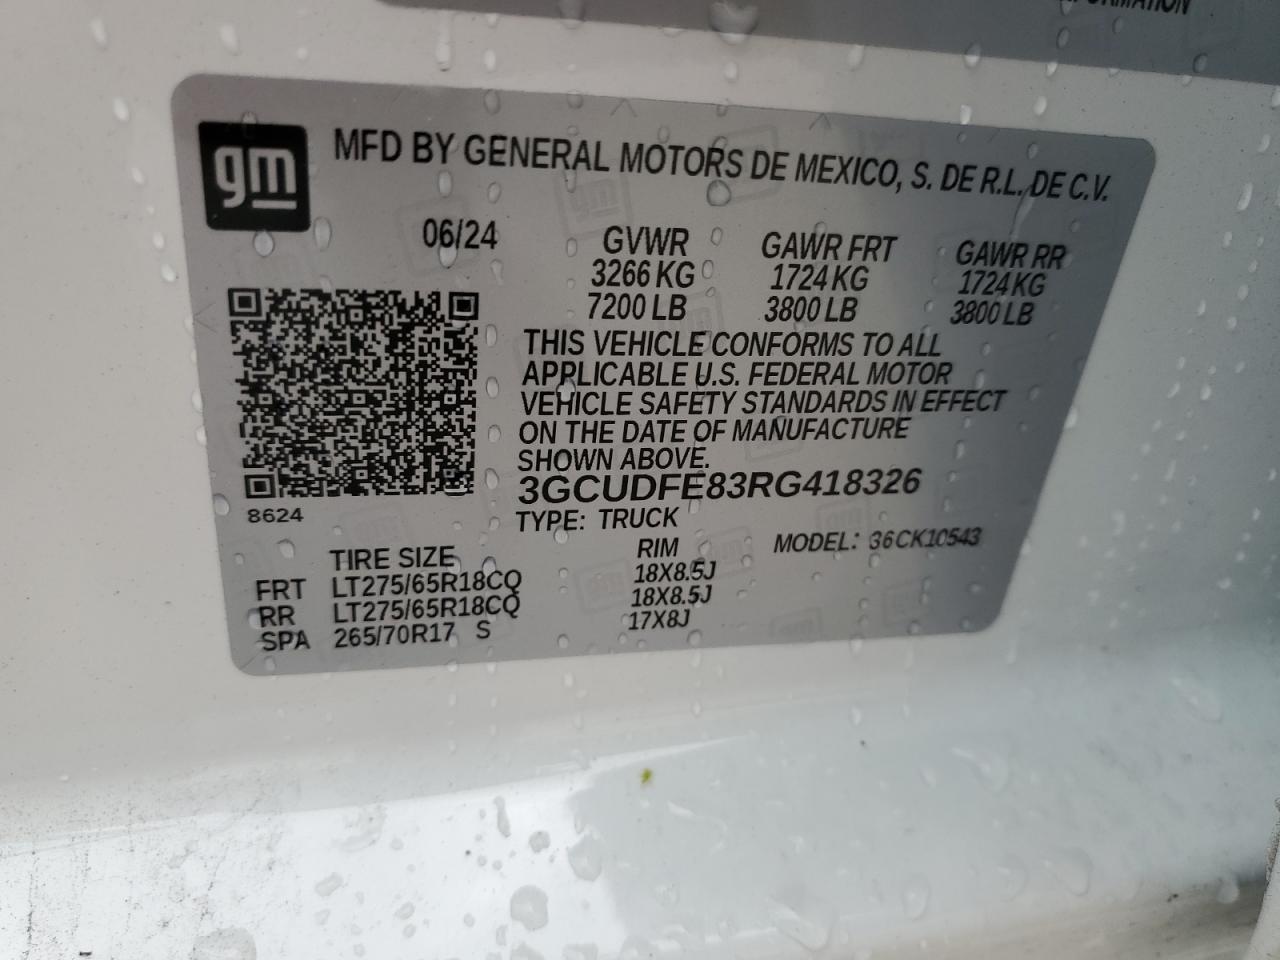 RMATION
gm
MFD BY GENERAL MOTORS DE MEXICO, S. DE R.L. DE C.V.
06/24 GVWR GAWR FRT GAWR RR
3266 KG 1724 KG 1724 KG
7200 LB 3800 LB 3800 LB
THIS VEHICLE CONFORMS TO ALL
APPLICABLE U.S. FEDERAL MOTOR
VEHICLE SAFETY STANDARDS IN EFFECT
ON THE DATE OF MANUFACTURE
SHOWN ABOVE.
3GCUDFE83RG418326
8624
TYPE: TRUCK
MODEL: 36CK10543
TIRE SIZE RIM
FRT LT275/65R18CQ 18X8.5J
RR LT275/65R18CQ 18X8.5J
SPA 265/70R17 S 17X8J